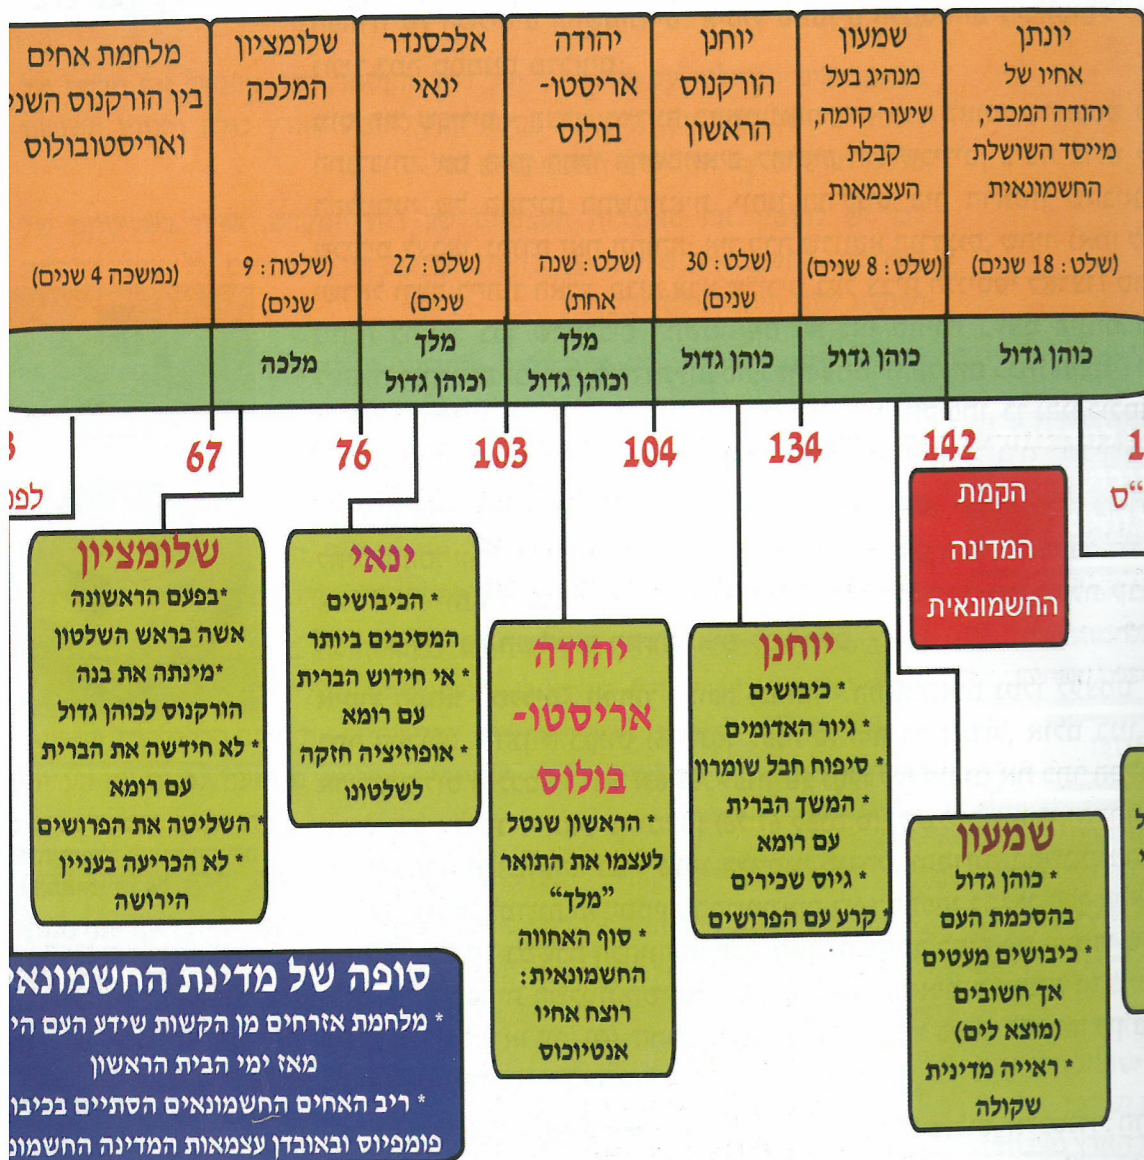 יונתן
אחיו של
יהודה המכבי,
מייסד השושלת
החשמונאית
(שלט: 18 שנים)
כוהן גדול
שמעון
מנהיג בעל
שיעור קומה,
קבלת
העצמאות
(שלט: 8 שנים)
כוהן גדול
יוחנן
הורקנוס
הראשון
(שלט: 30
שנים)
כוהן גדול
יהודה
אריסטו-
בולוס
(שלט: שנה
אחת)
מלך
וכוהן גדול
אלכסנדר
ינאי
(שלט: 27
שנים)
מלך
וכוהן גדול
שלומציון
המלכה
(שלטה: 9
שנים)
מלכה
מלחמת אחים
בין הורקנוס השני
ואריסטובולוס
(נמשכה 4 שנים)
142
134
104
103
76
67
הקמת
המדינה
החשמונאית
שמעון
* כוהן גדול
בהסכמת העם
* כיבושים מעטים
אך חשובים
(מוצא לים)
* ראייה מדינית
שקולה
יוחנן
* כיבושים
* גיור האדומים
* סיפוח חבל שומרון
* המשך הברית
עם רומא
* גיוס שכירים
* קרע עם הפרושים
יהודה
אריסטו-
בולוס
* הראשון שנטל
לעצמו את התואר
"מלך"
* סוף האחווה
החשמונאית:
רוצח אחיו
אנטיוכוס
ינאי
* הכיבושים
המסיבים ביותר
* אי חידוש הברית
עם רומא
* אופוזיציה חזקה
לשלטונו
שלומציון
*בפעם הראשונה
אשה בראש השלטון
*מינתה את בנה
הורקנוס לכוהן גדול
* לא חידשה את הברית
עם רומא
* השליטה את הפרושים
* לא הכריעה בעניין
הירושה
סופה של מדינת
* מלחמת אזרחים מן הקשות שידע העם
מאז ימי הבית הראשון
* ריב האחים החשמונאים הסתיים
פומפיוס ובאובדן עצמאות המדינה